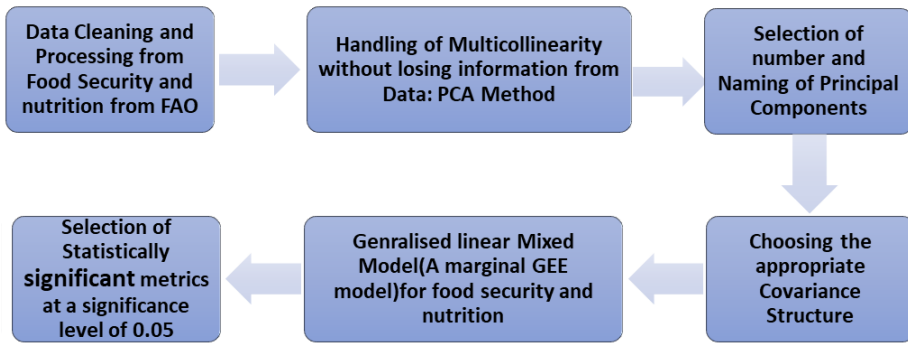 Data Cleaning and
Processing from
Food Security and
nutrition from FAO
Handling of Multicollinearity
without losing information from
Data: PCA Method
Selection of
number and
Naming of Principal
Components
Choosing the
appropriate
Covariance
Structure
Genralised linear Mixed
Model(A marginal GEE
model)for food security and
nutrition
Selection of
Statistically
significant metrics
at a significance
level of 0.05